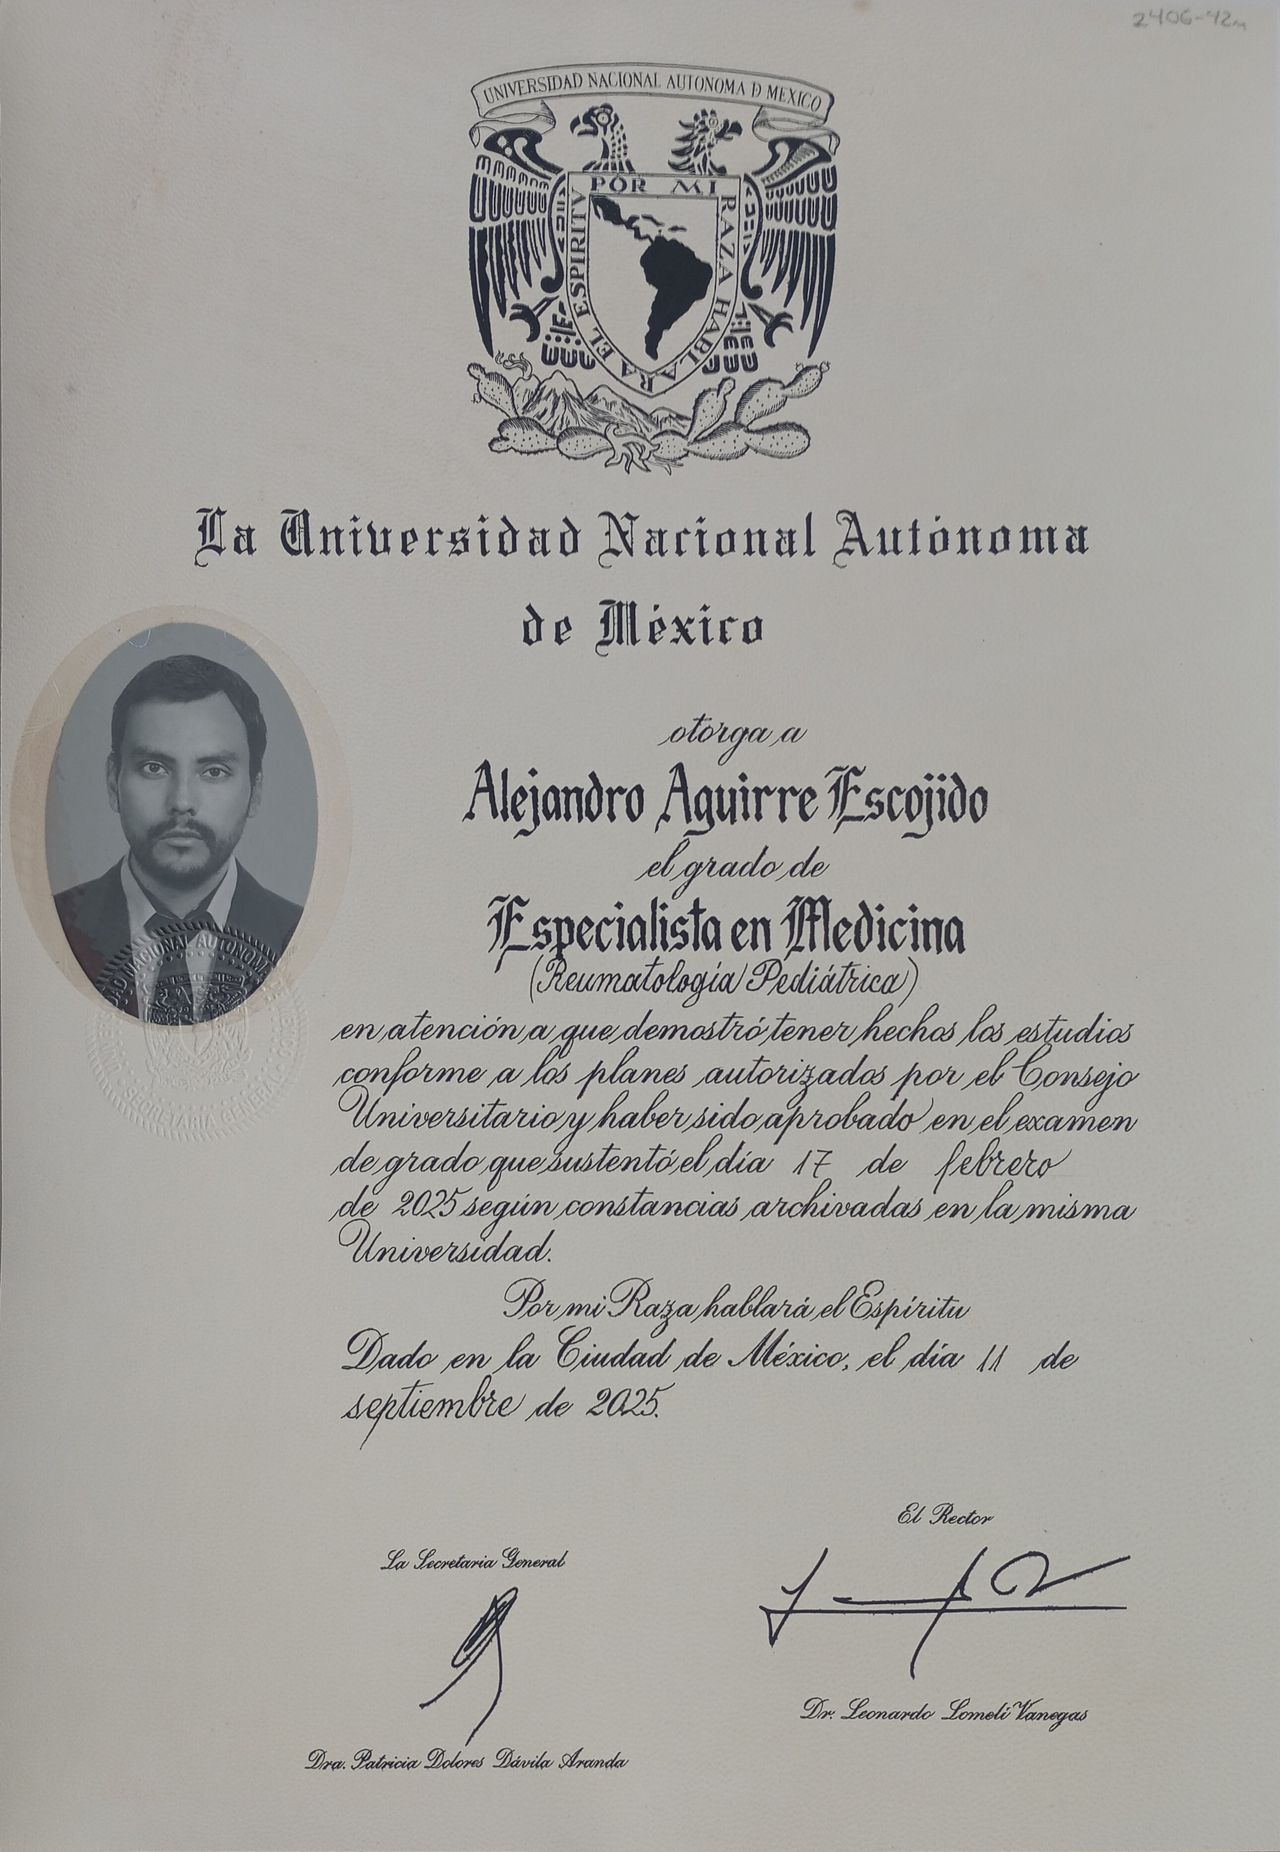 2406-42m
UNIVERSIDAD NACIONAL AUTONOMA D MEXICO
POR MI RAZA HABLARA EL ESPIRITV
La Universidad Nacional Autónoma
de México
otorga a
Alejandro Aguirre Escojido
el grado de
Especialista en Medicina
(Reumatología Pediátrica)
en atención a que demostró tener hechos los estudios
conforme a los planes autorizados por el Consejo
Universitario y haber sido aprobado en el examen
de grado que sustentó el día 17 de febrero
de 2025 según constancias archivadas en la misma
Universidad.
Por mi Raza hablará el Espíritu
Dado en la Ciudad de México, el día 11 de
septiembre de 2025.
El Rector
La Secretaria General
Dr. Leonardo Lomelí Vanegas
Dra. Patricia Dolores Dávila Aranda
NACIONAL AUTONOMA
SECRETARIA GENERAL